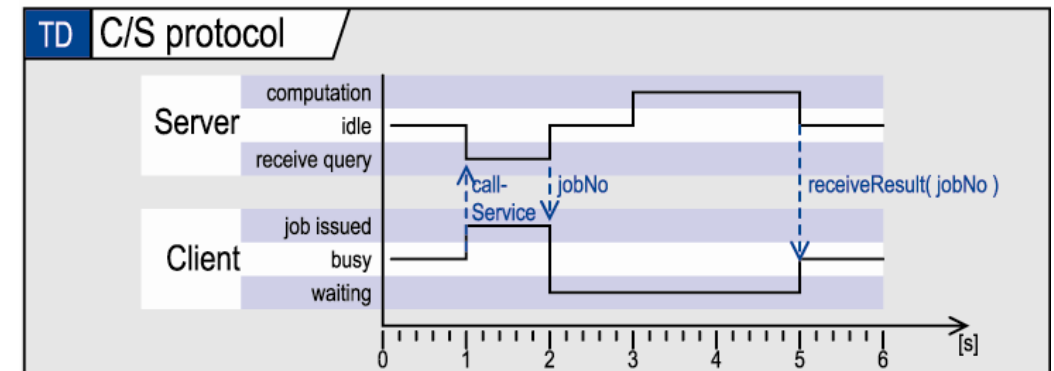 TD C/S protocol
computation
Server
idle
receive query
call-
Service
jobNo
receiveResult( jobNo )
job issued
Client
busy
waiting
[s]
0 1 2 3 4 5 6